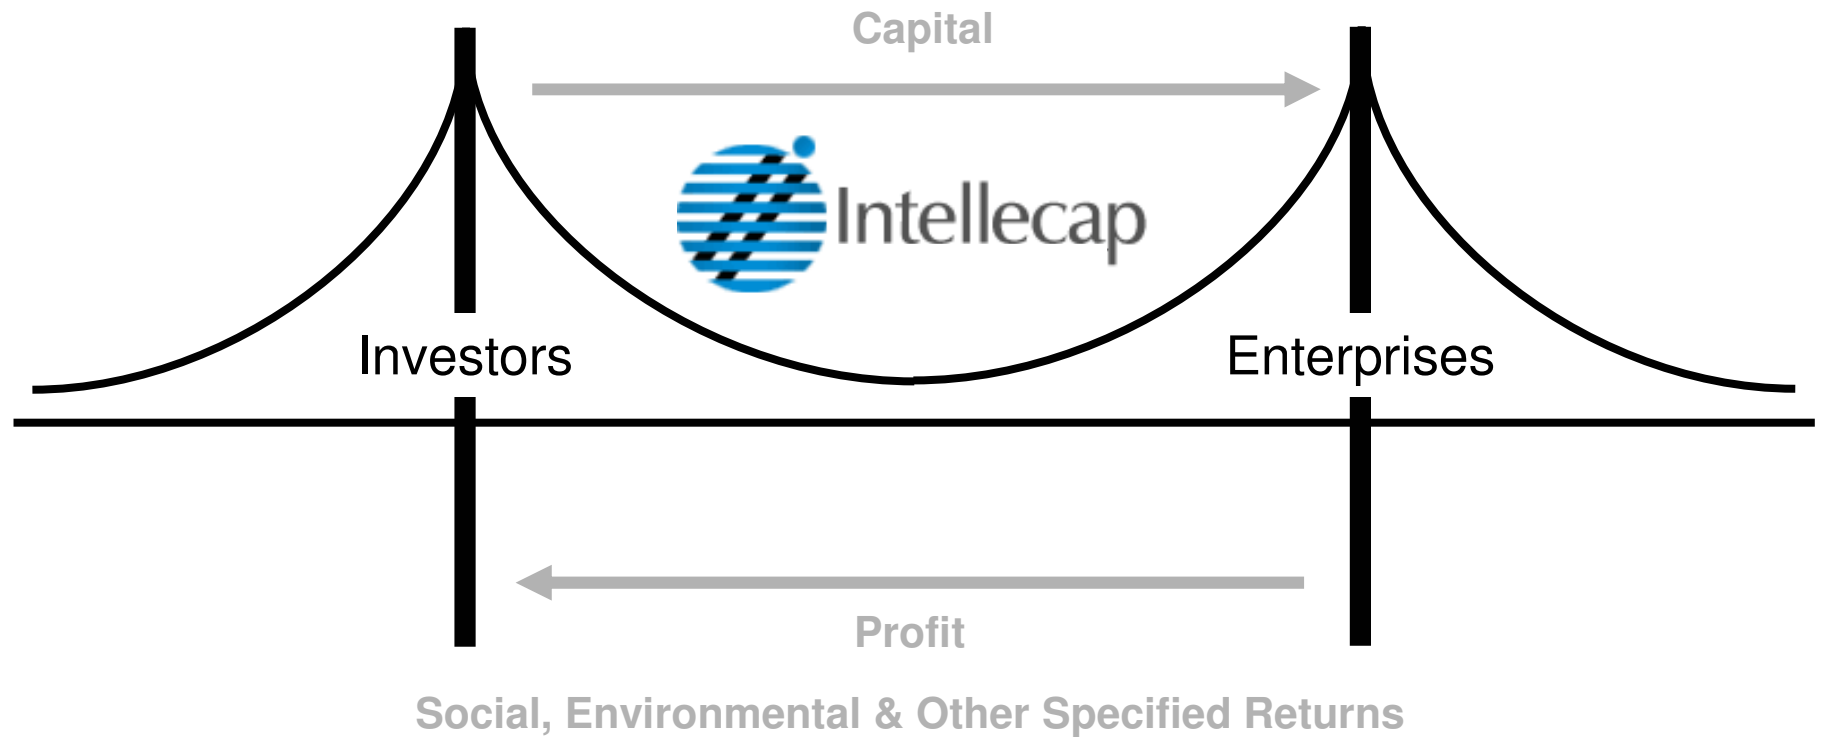 Capital
Intellecap
Investors
Enterprises
Profit
Social, Environmental & Other Specified Returns